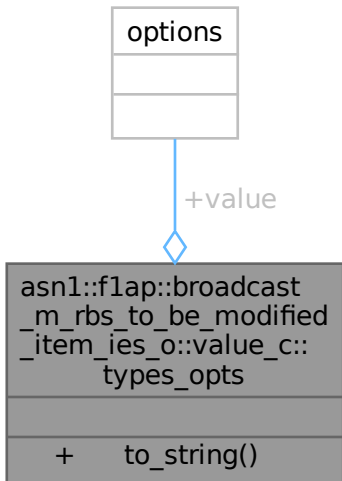 options
+value
asn1::f1ap::broadcast
_m_rbs_to_be_modified
_item_ies_o::value_c::
types_opts
+ to_string()